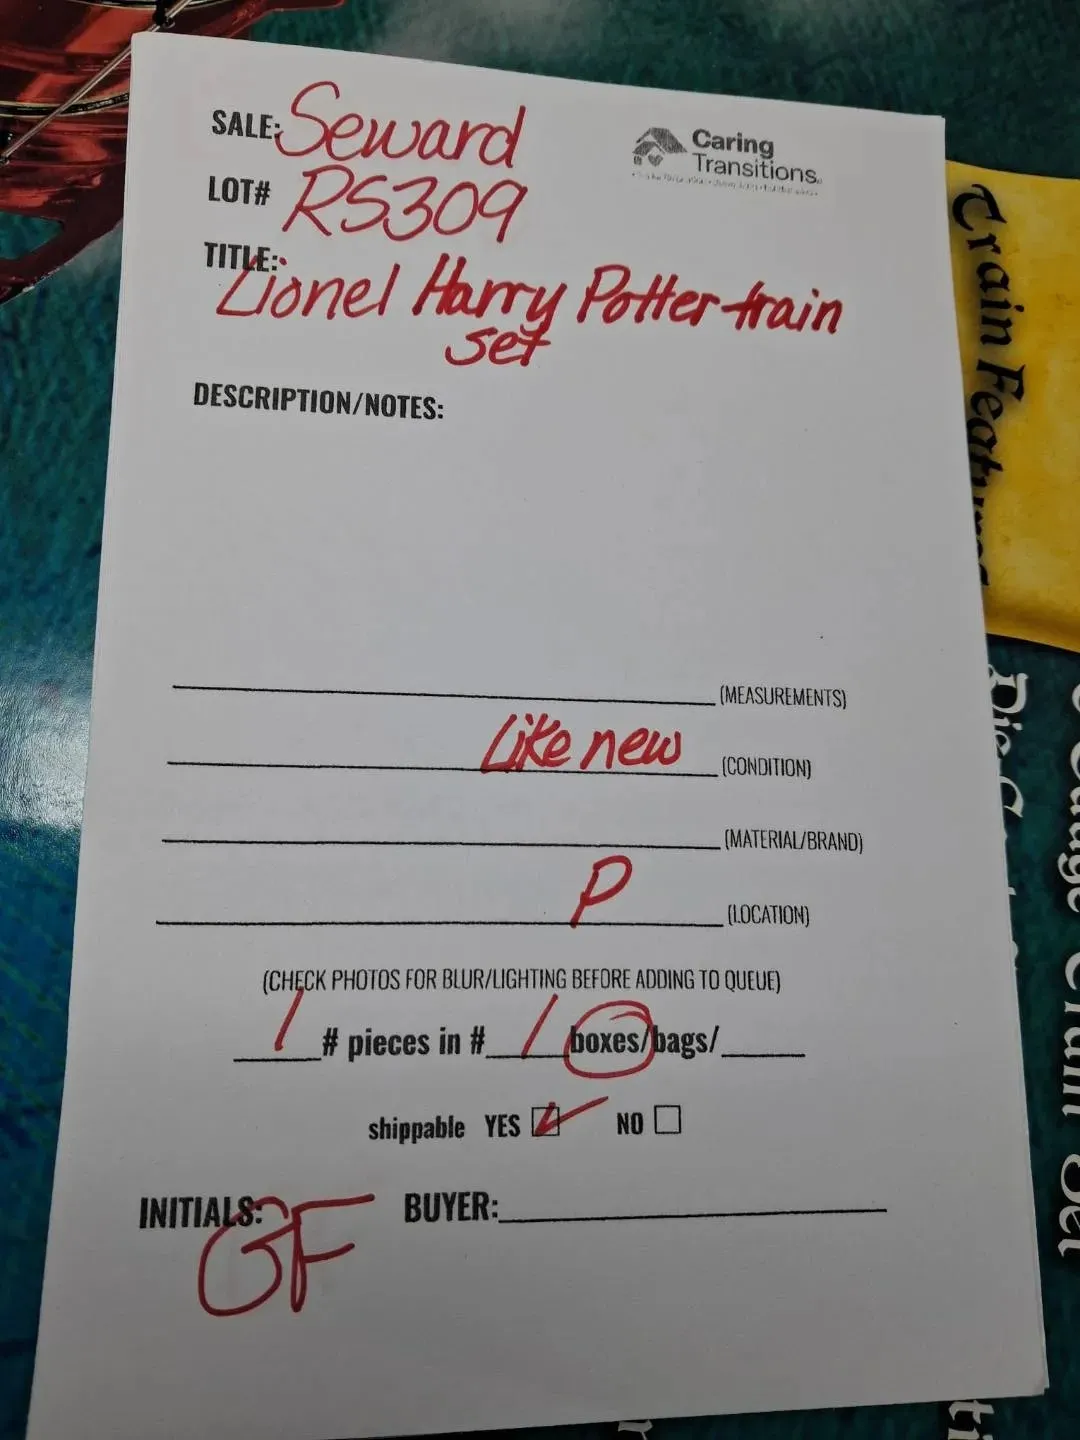 SALE: Seward
Caring
Transitions
LOT# RS309
TITLE: Lionel Harry Potter train
set
DESCRIPTION/NOTES:
(MEASUREMENTS)
Like new (CONDITION)
(MATERIAL/BRAND)
P (LOCATION)
(CHECK PHOTOS FOR BLUR/LIGHTING BEFORE ADDING TO QUEUE)
1 # pieces in # 1 boxes/bags/
shippable YES NO
INITIALS: GF BUYER:
Train Features
Train Set